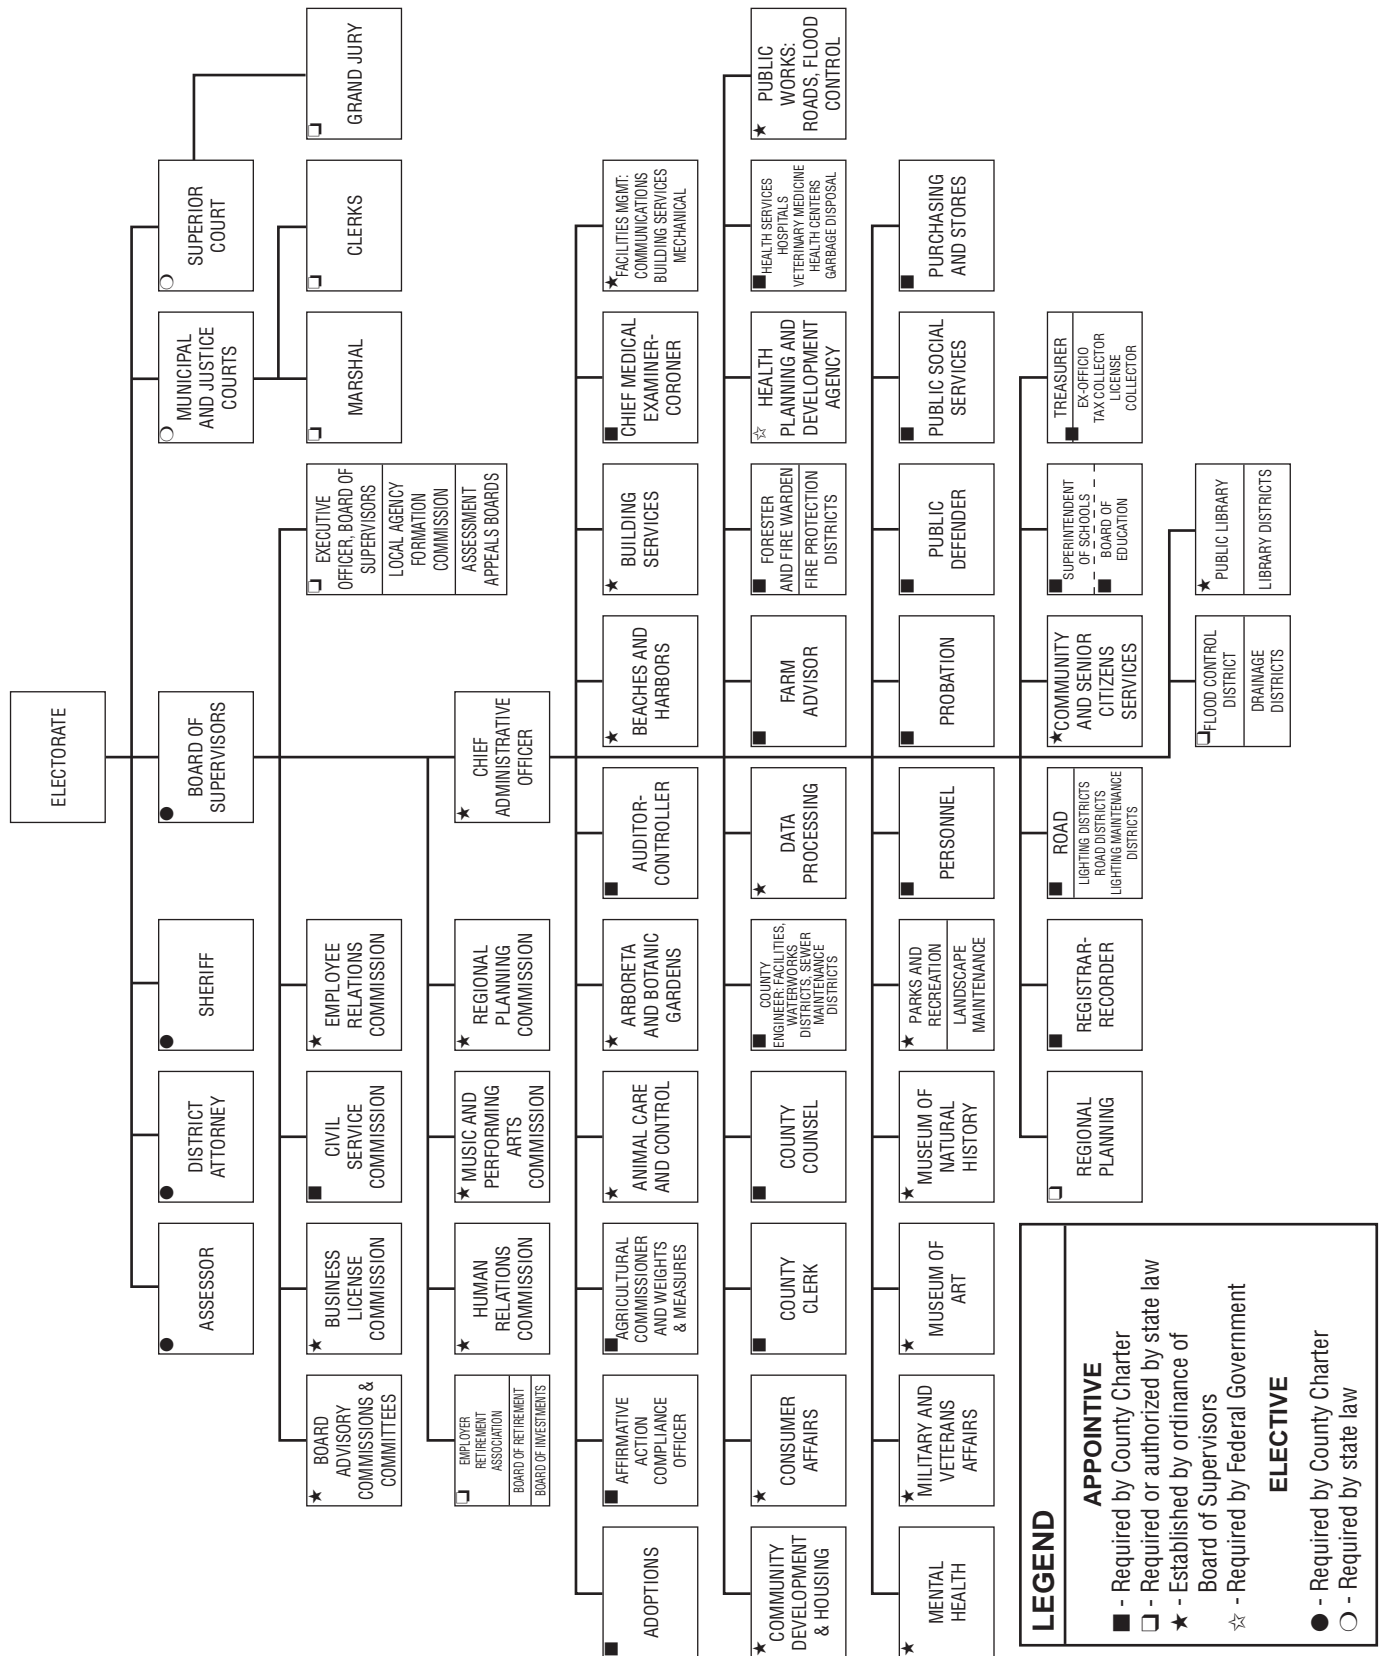 ELECTORATE
ASSESSOR
DISTRICT
ATTORNEY
SHERIFF
BOARD OF
SUPERVISORS
MUNICIPAL
AND JUSTICE
COURTS
SUPERIOR
COURT
BOARD
ADVISORY
COMMISSIONS &
COMMITTEES
BUSINESS
LICENSE
COMMISSION
CIVIL
SERVICE
COMMISSION
EMPLOYEE
RELATIONS
COMMISSION
EXECUTIVE
OFFICER, BOARD OF
SUPERVISORS
LOCAL AGENCY
FORMATION
COMMISSION
ASSESSMENT
APPEALS BOARDS
MARSHAL
CLERKS
GRAND JURY
EMPLOYER
RETIREMENT
ASSOCIATION
BOARD OF RETIREMENT
BOARD OF INVESTMENTS
HUMAN
RELATIONS
COMMISSION
MUSIC AND
PERFORMING
ARTS
COMMISSION
REGIONAL
PLANNING
COMMISSION
CHIEF
ADMINISTRATIVE
OFFICER
ADOPTIONS
AFFIRMATIVE
ACTION
COMPLIANCE
OFFICER
AGRICULTURAL
COMMISSIONER
AND WEIGHTS
& MEASURES
ANIMAL CARE
AND CONTROL
ARBORETA
AND BOTANIC
GARDENS
AUDITOR-
CONTROLLER
BEACHES AND
HARBORS
BUILDING
SERVICES
CHIEF MEDICAL
EXAMINER-
CORONER
FACILITIES MGMT:
COMMUNICATIONS
BUILDING SERVICES
MECHANICAL
COMMUNITY
DEVELOPMENT
& HOUSING
CONSUMER
AFFAIRS
COUNTY
CLERK
COUNTY
COUNSEL
COUNTY
ENGINEER: FACILITIES,
WATERWORKS
DISTRICTS, SEWER
MAINTENANCE
DISTRICTS
DATA
PROCESSING
FARM
ADVISOR
FORESTER
AND FIRE WARDEN
FIRE PROTECTION
DISTRICTS
HEALTH
PLANNING AND
DEVELOPMENT
AGENCY
HEALTH SERVICES
HOSPITALS
VETERINARY MEDICINE
HEALTH CENTERS
GARBAGE DISPOSAL
PUBLIC
WORKS:
ROADS, FLOOD
CONTROL
MENTAL
HEALTH
MILITARY AND
VETERANS
AFFAIRS
MUSEUM OF
ART
MUSEUM OF
NATURAL
HISTORY
PARKS AND
RECREATION
LANDSCAPE
MAINTENANCE
PERSONNEL
PROBATION
PUBLIC
DEFENDER
PUBLIC SOCIAL
SERVICES
PURCHASING
AND STORES
REGIONAL
PLANNING
REGISTRAR-
RECORDER
ROAD
LIGHTING DISTRICTS
ROAD DISTRICTS
LIGHTING MAINTENANCE
DISTRICTS
COMMUNITY
AND SENIOR
CITIZENS
SERVICES
SUPERINTENDENT
OF SCHOOLS
BOARD OF
EDUCATION
TREASURER
EX-OFFICIO
TAX COLLECTOR
LICENSE
COLLECTOR
FLOOD CONTROL
DISTRICT
DRAINAGE
DISTRICTS
PUBLIC LIBRARY
LIBRARY DISTRICTS
LEGEND
APPOINTIVE
■ - Required by County Charter
❏ - Required or authorized by state law
★ - Established by ordinance of
Board of Supervisors
☆ - Required by Federal Government
ELECTIVE
● - Required by County Charter
❍ - Required by state law